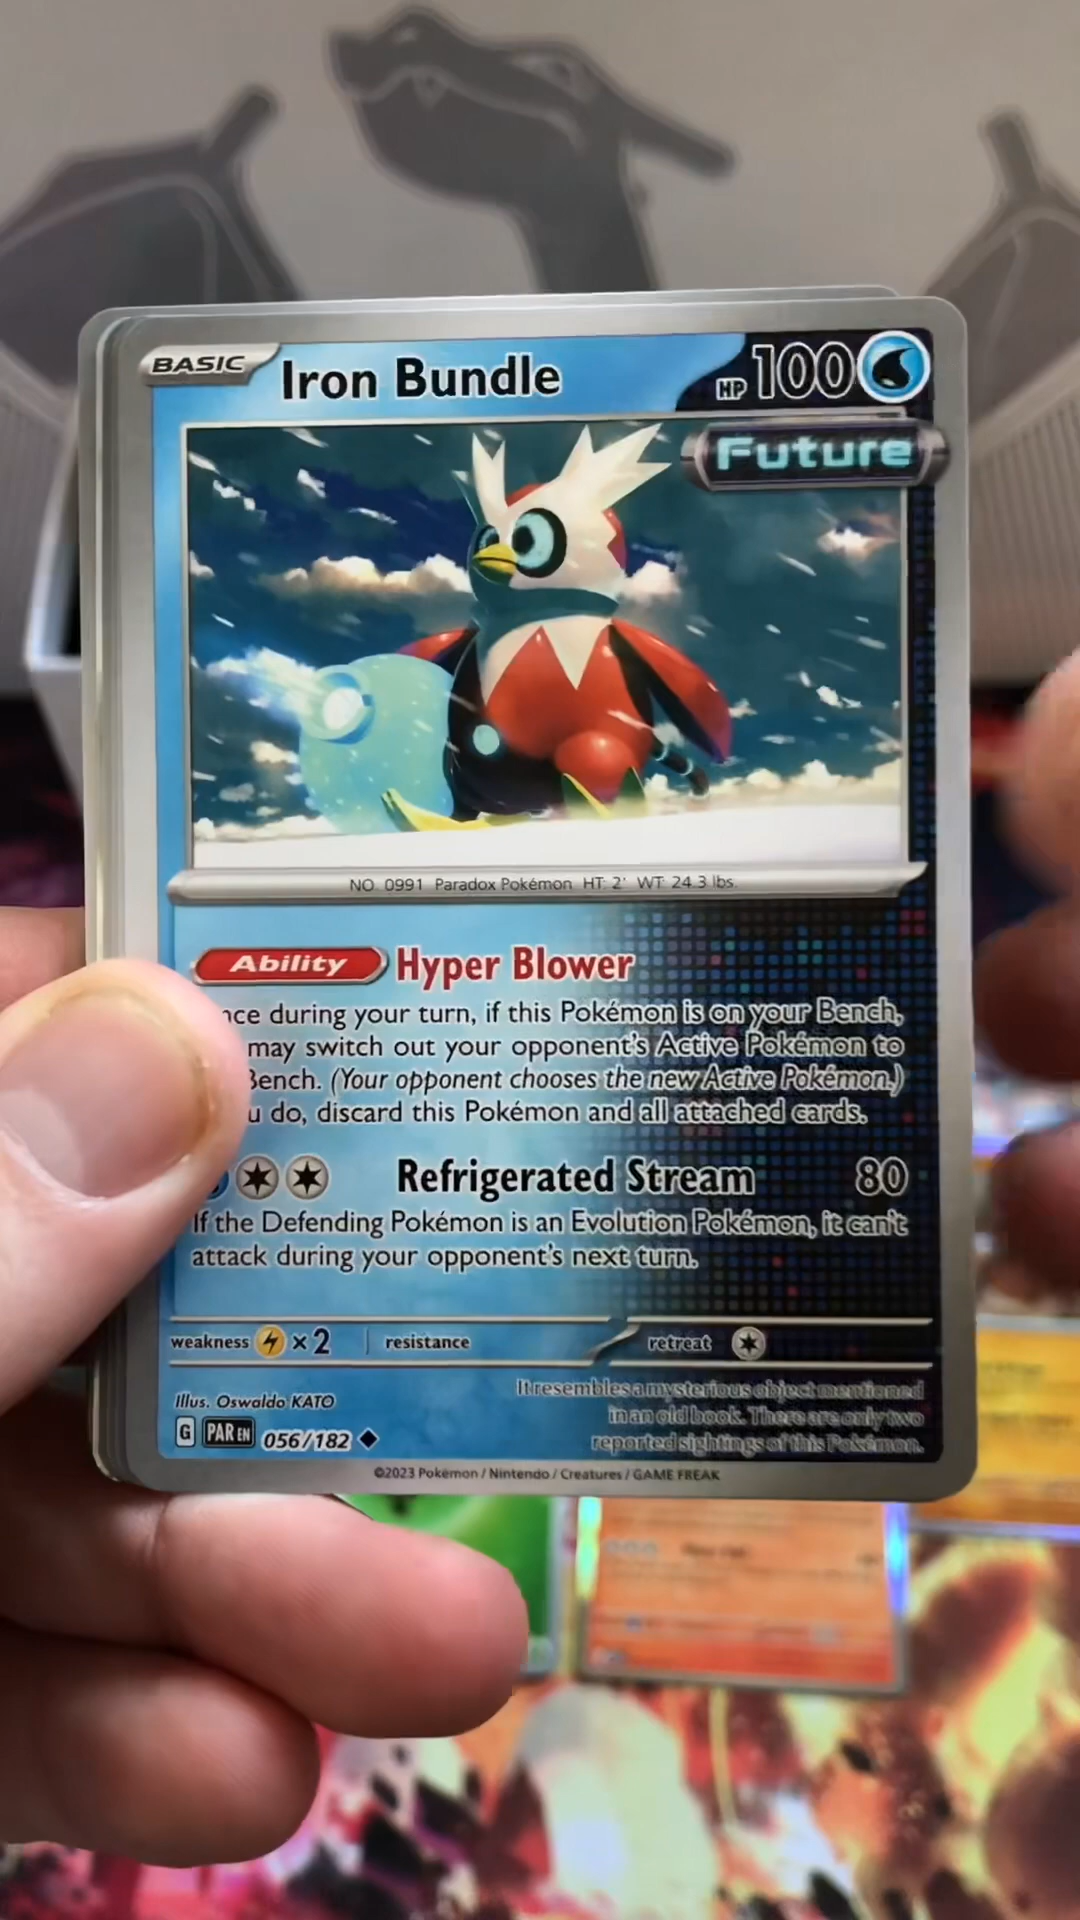 BASIC Iron Bundle HP 100
Future
NO. 0991 Paradox Pokémon HT: 2' WT: 24.3 lbs.
Ability Hyper Blower
during your turn, if this Pokémon is on your Bench,
may switch out your opponent's Active Pokémon to
Bench. (Your opponent chooses the new Active Pokémon.)
do, discard this Pokémon and all attached cards.
Refrigerated Stream 80
If the Defending Pokémon is an Evolution Pokémon, it can't
attack during your opponent's next turn.
weakness ×2 resistance retreat
Illus. Oswaldo KATO
It resembles a mysterious object mentioned
in an old book. There are only two
reported sightings of this Pokémon.
G PAR EN 056/182
©2023 Pokémon / Nintendo / Creatures / GAME FREAK